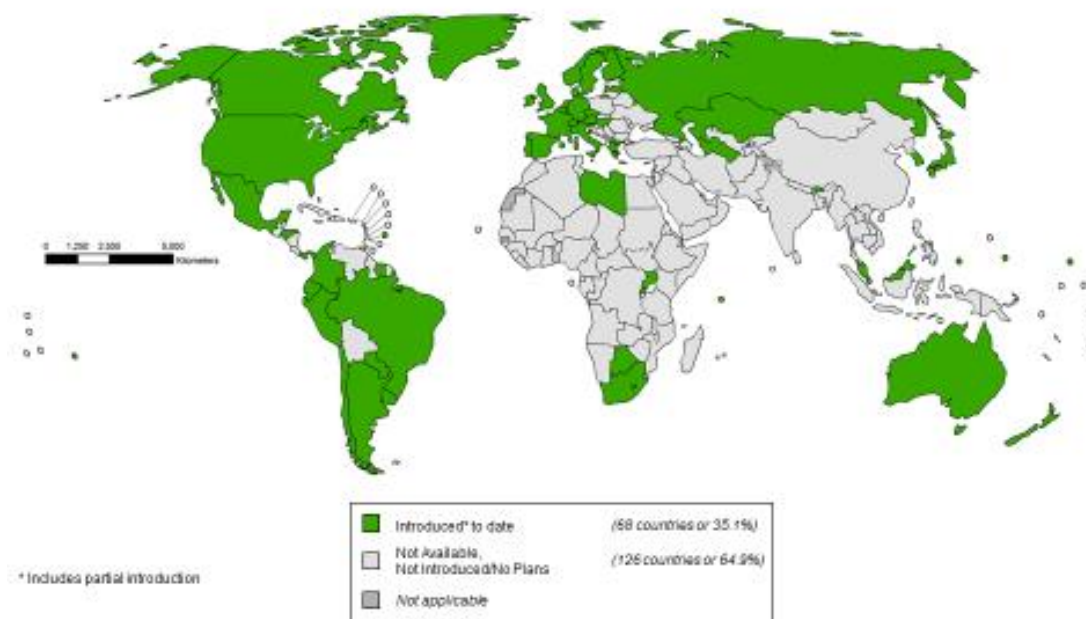 0 1,250 2,500 5,000
Kilometers
Introduced* to date (68 countries or 35.1%)
Not Available,
Not Introduced/No Plans (126 countries or 64.9%)
* Includes partial introduction
Not applicable